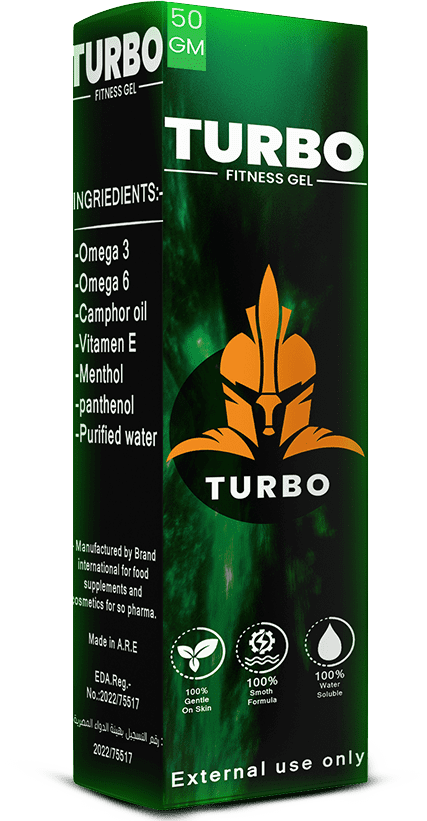 TURBO
FITNESS GEL
INGRIEDIENTS:-
-Omega 3
-Omega 6
-Camphor oil
-Vitamen E
-Menthol
-panthenol
-Purified water
- Manufactured by Brand
international for food
supplements and
cosmetics for so pharma.
Made in A.R.E
EDA.Reg.-
No.:2022/75517
رقم التسجيل بهيئة الدواء المصرية :
2022/75517
50
GM
TURBO
FITNESS GEL
TURBO
100%
Gentle
On Skin
100%
Smoth
Formula
100%
Water
Soluble
External use only